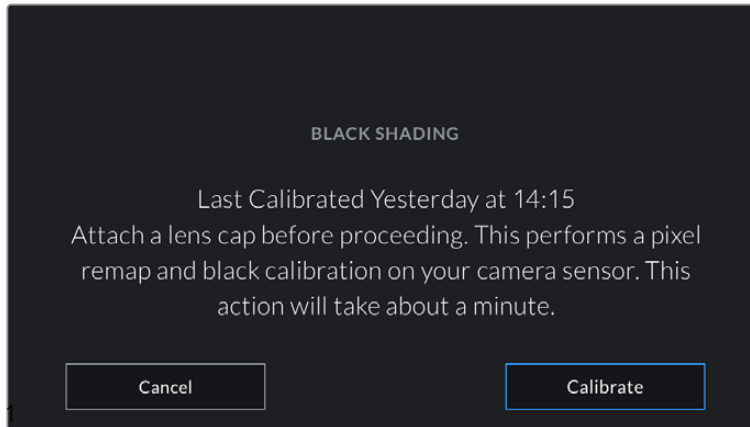 BLACK SHADING
Last Calibrated Yesterday at 14:15
Attach a lens cap before proceeding. This performs a pixel
remap and black calibration on your camera sensor. This
action will take about a minute.
Cancel
Calibrate
1